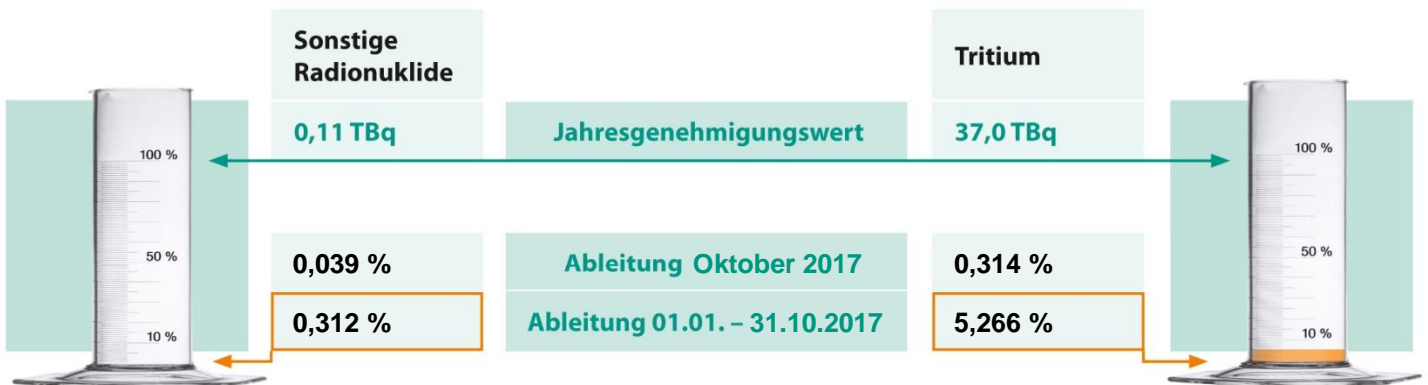 Sonstige
Radionuklide
Tritium
0,11 TBq
Jahresgenehmigungswert
37,0 TBq
100 %
100 %
50 %
0,039 %
Ableitung Oktober 2017
0,314 %
50 %
0,312 %
Ableitung 01.01. – 31.10.2017
5,266 %
10 %
10 %